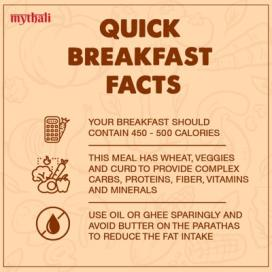 mythali
QUICK
BREAKFAST
FACTS
YOUR BREAKFAST SHOULD
CONTAIN 450 - 500 CALORIES
THIS MEAL HAS WHEAT, VEGGIES
AND CURD TO PROVIDE COMPLEX
CARBS, PROTEINS, FIBER, VITAMINS
AND MINERALS
USE OIL OR GHEE SPARINGLY AND
AVOID BUTTER ON THE PARATHAS
TO REDUCE THE FAT INTAKE